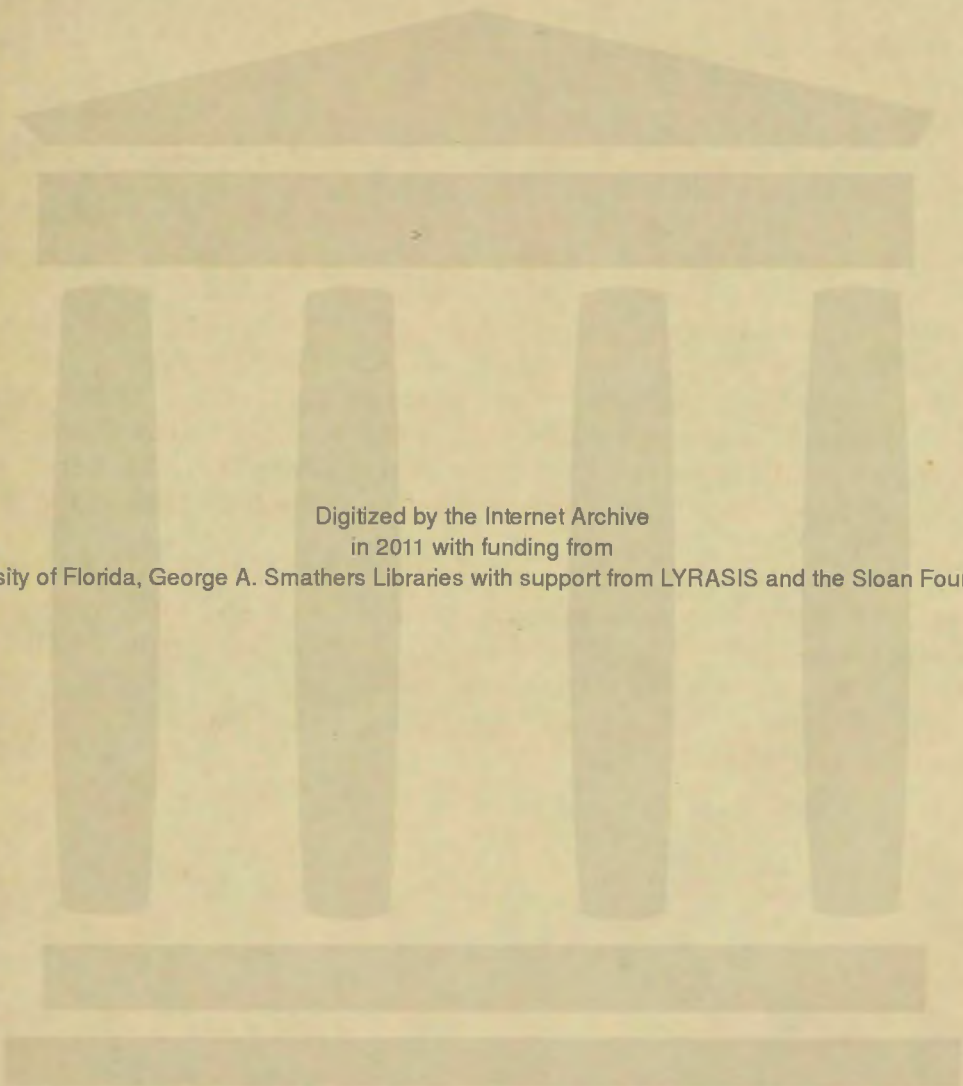 Digitized by the Internet Archive
in 2011 with funding from
sity of Florida, George A. Smathers Libraries with support from LYRASIS and the Sloan Four